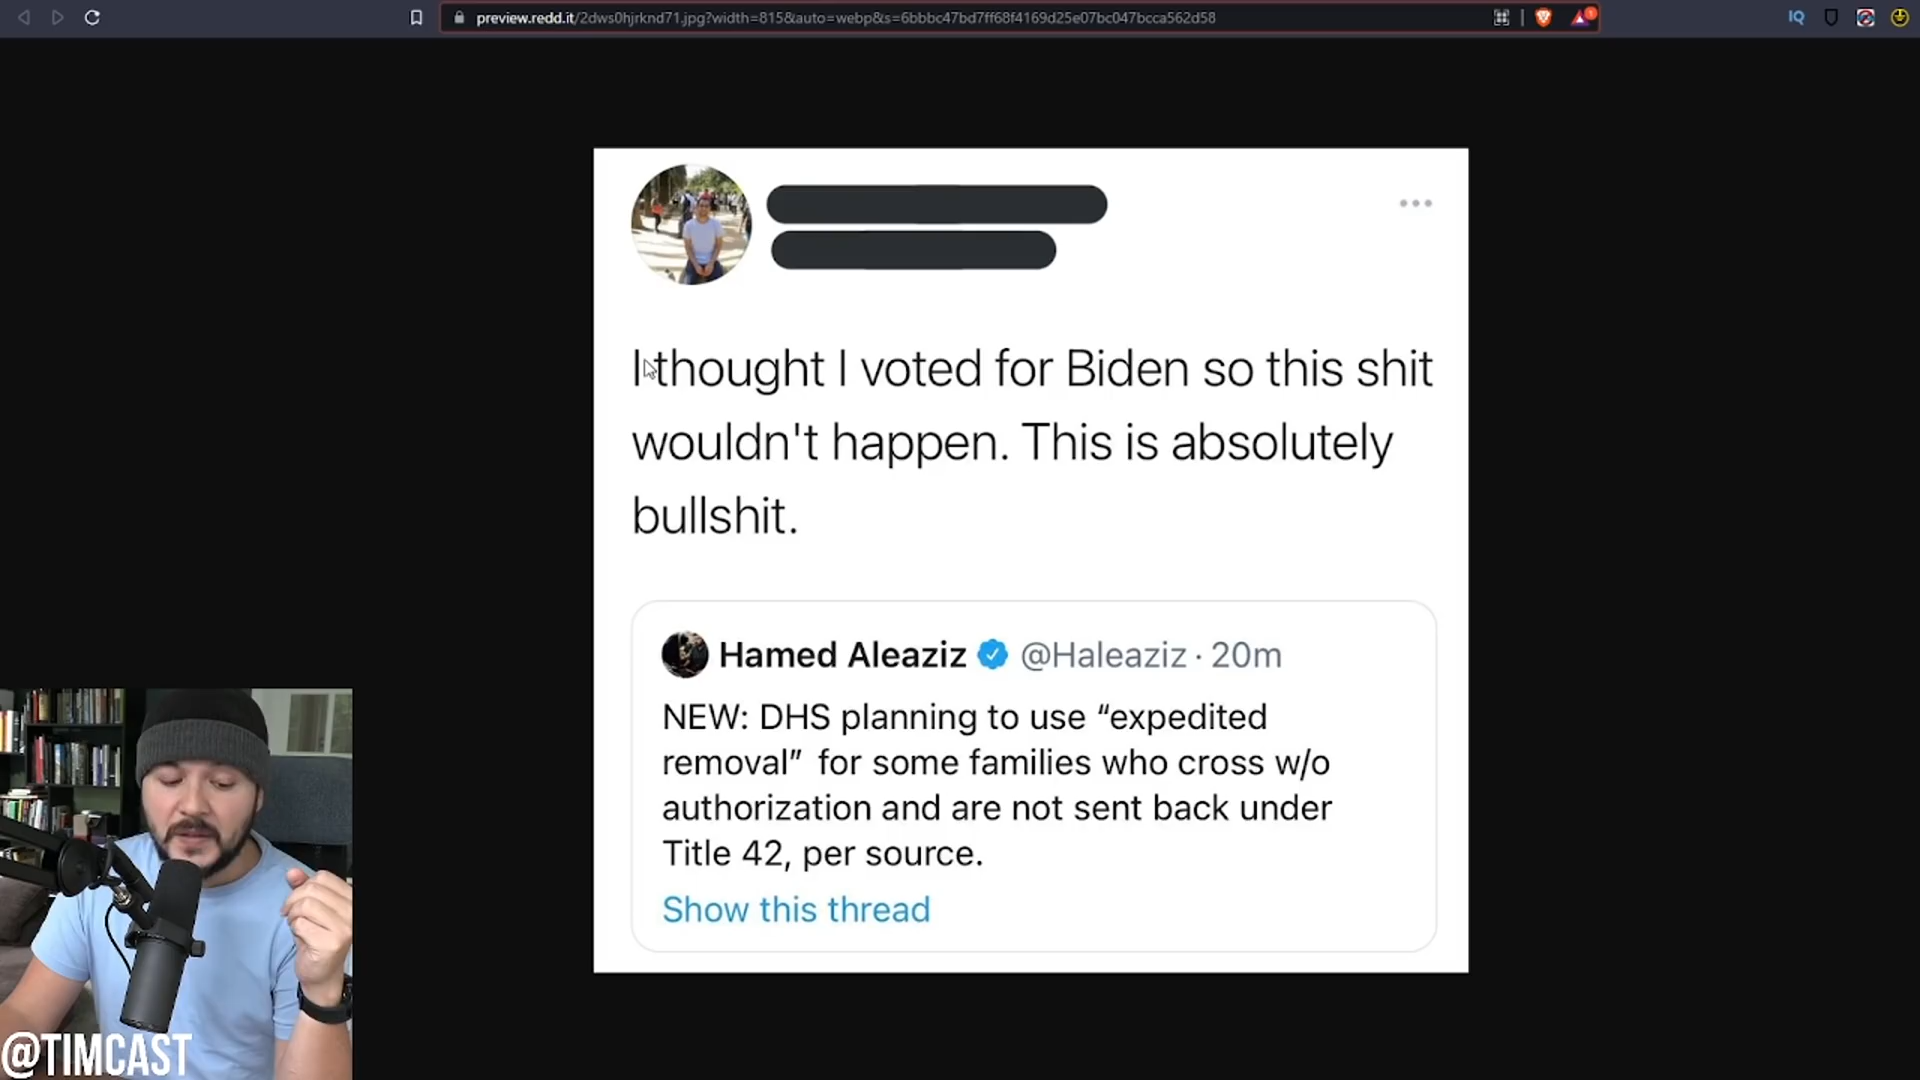 preview.redd.it/2dws0hjrknd71.jpg?width=815&auto=webp&s=6bbbc47bd7ff68f4169d25e07bc047bcca562d58
IQ
I thought I voted for Biden so this shit
wouldn't happen. This is absolutely
bullshit.
Hamed Aleaziz @Haleaziz · 20m
NEW: DHS planning to use “expedited
removal” for some families who cross w/o
authorization and are not sent back under
Title 42, per source.
Show this thread
@TIMCAST